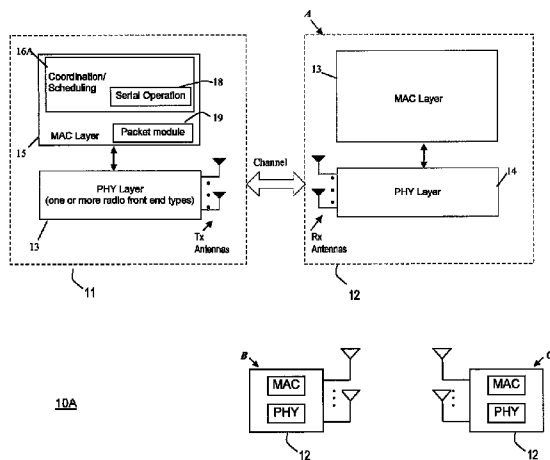 A
16A
Coordination/
Scheduling
18
Serial Operation
19
Packet module
MAC Layer
15
PHY Layer
(one or more radio front end types)
13
Tx
Antennas
11
Channel
13
MAC Layer
PHY Layer
14
Rx
Antennas
12
10A
B
MAC
PHY
12
C
MAC
PHY
12